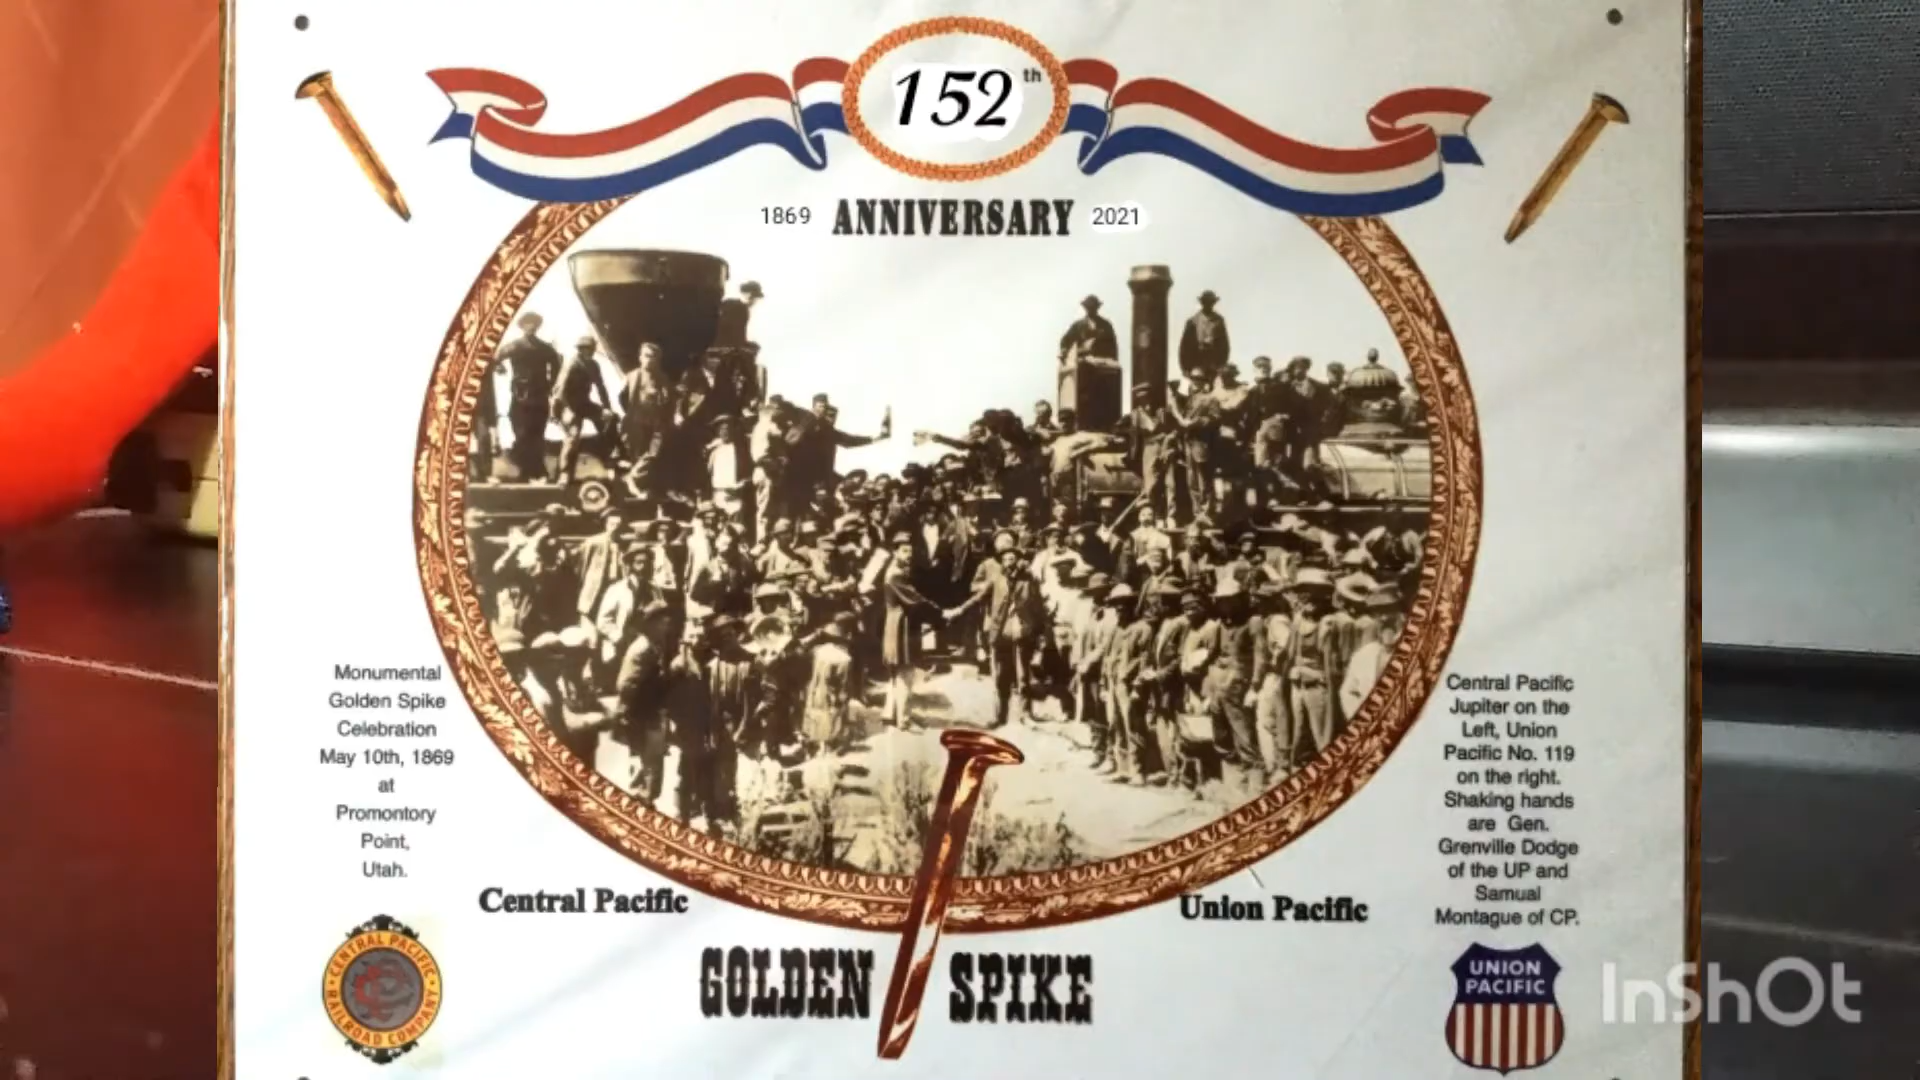 152th
1869 ANNIVERSARY 2021
Monumental
Golden Spike
Celebration
May 10th, 1869
at
Promontory
Point,
Utah.
Central Pacific
Jupiter on the
Left, Union
Pacific No. 119
on the right.
Shaking hands
are Gen.
Grenville Dodge
of the UP and
Samual
Montague of CP.
Central Pacific
Union Pacific
GOLDEN SPIKE
CENTRAL PACIFIC
RAILROAD COMPANY
UNION
PACIFIC
InShOt